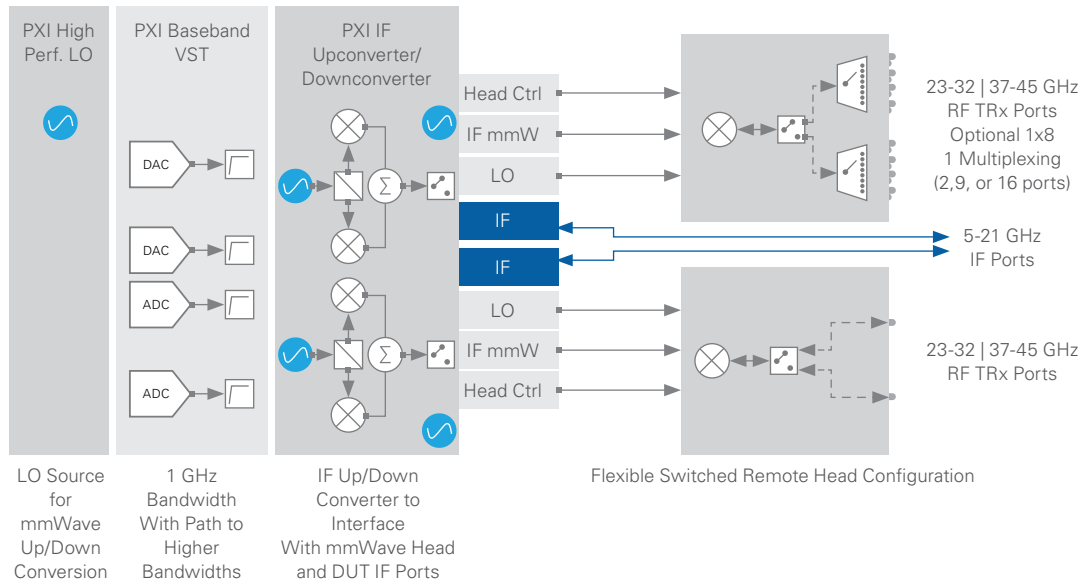 PXI High
Perf. LO
PXI Baseband
VST
DAC
DAC
ADC
ADC
PXI IF
Upconverter/
Downconverter
Σ
Σ
Head Ctrl
IF mmW
LO
IF
IF
LO
IF mmW
Head Ctrl
23-32 | 37-45 GHz
RF TRx Ports
Optional 1x8
1 Multiplexing
(2,9, or 16 ports)
5-21 GHz
IF Ports
23-32 | 37-45 GHz
RF TRx Ports
LO Source
for
mmWave
Up/Down
Conversion
1 GHz
Bandwidth
With Path to
Higher
Bandwidths
IF Up/Down
Converter to
Interface
With mmWave Head
and DUT IF Ports
Flexible Switched Remote Head Configuration